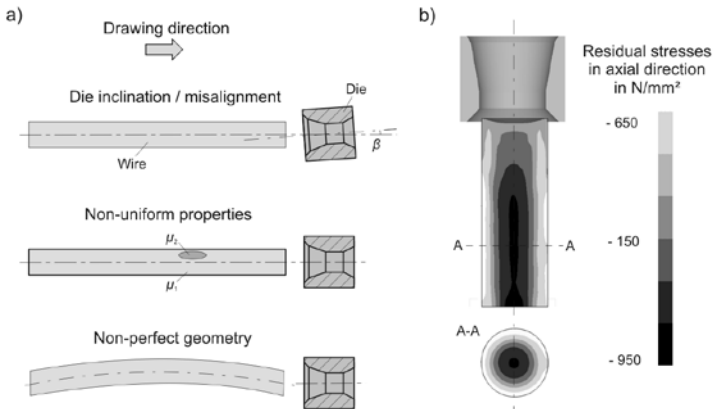 a)
Drawing direction
Die inclination / misalignment
Die
β
Wire
Non-uniform properties
μ₂
μ₁
Non-perfect geometry
b)
Residual stresses
in axial direction
in N/mm²
- 650
A
A
- 150
A-A
- 950